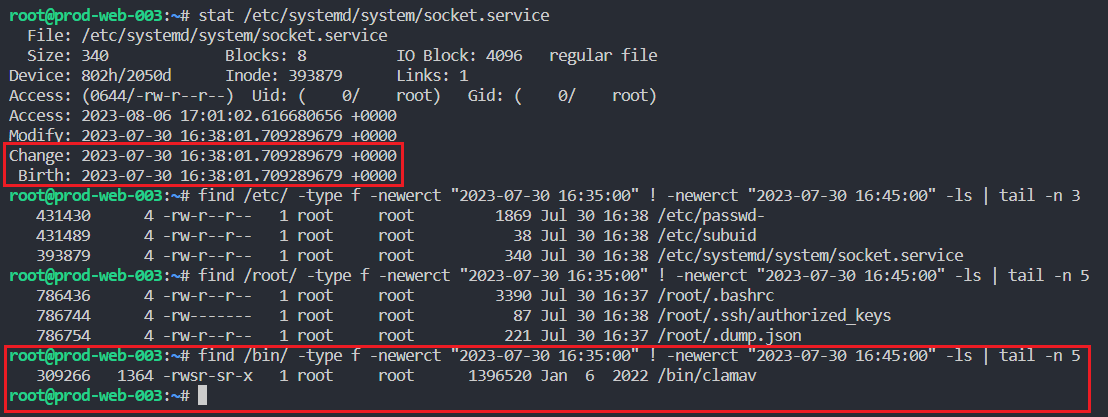 root@prod-web-003:~# stat /etc/systemd/system/socket.service
  File: /etc/systemd/system/socket.service
  Size: 340             Blocks: 8          IO Block: 4096   regular file
Device: 802h/2050d      Inode: 393879      Links: 1
Access: (0644/-rw-r--r--)  Uid: (    0/    root)   Gid: (    0/    root)
Access: 2023-08-06 17:01:02.616680656 +0000
Modify: 2023-07-30 16:38:01.709289679 +0000
Change: 2023-07-30 16:38:01.709289679 +0000
 Birth: 2023-07-30 16:38:01.709289679 +0000
root@prod-web-003:~# find /etc/ -type f -newerct "2023-07-30 16:35:00" ! -newerct "2023-07-30 16:45:00" -ls | tail -n 3
   431430      4 -rw-r--r--   1 root     root         1869 Jul 30 16:38 /etc/passwd-
   431489      4 -rw-r--r--   1 root     root           38 Jul 30 16:38 /etc/subuid
   393879      4 -rw-r--r--   1 root     root          340 Jul 30 16:38 /etc/systemd/system/socket.service
root@prod-web-003:~# find /root/ -type f -newerct "2023-07-30 16:35:00" ! -newerct "2023-07-30 16:45:00" -ls | tail -n 5
   786436      4 -rw-r--r--   1 root     root         3390 Jul 30 16:37 /root/.bashrc
   786744      4 -rw-------   1 root     root           87 Jul 30 16:38 /root/.ssh/authorized_keys
   786754      4 -rw-r--r--   1 root     root          221 Jul 30 16:37 /root/.dump.json
root@prod-web-003:~# find /bin/ -type f -newerct "2023-07-30 16:35:00" ! -newerct "2023-07-30 16:45:00" -ls | tail -n 5
   309266   1364 -rwsr-sr-x   1 root     root      1396520 Jan  6  2022 /bin/clamav
root@prod-web-003:~#